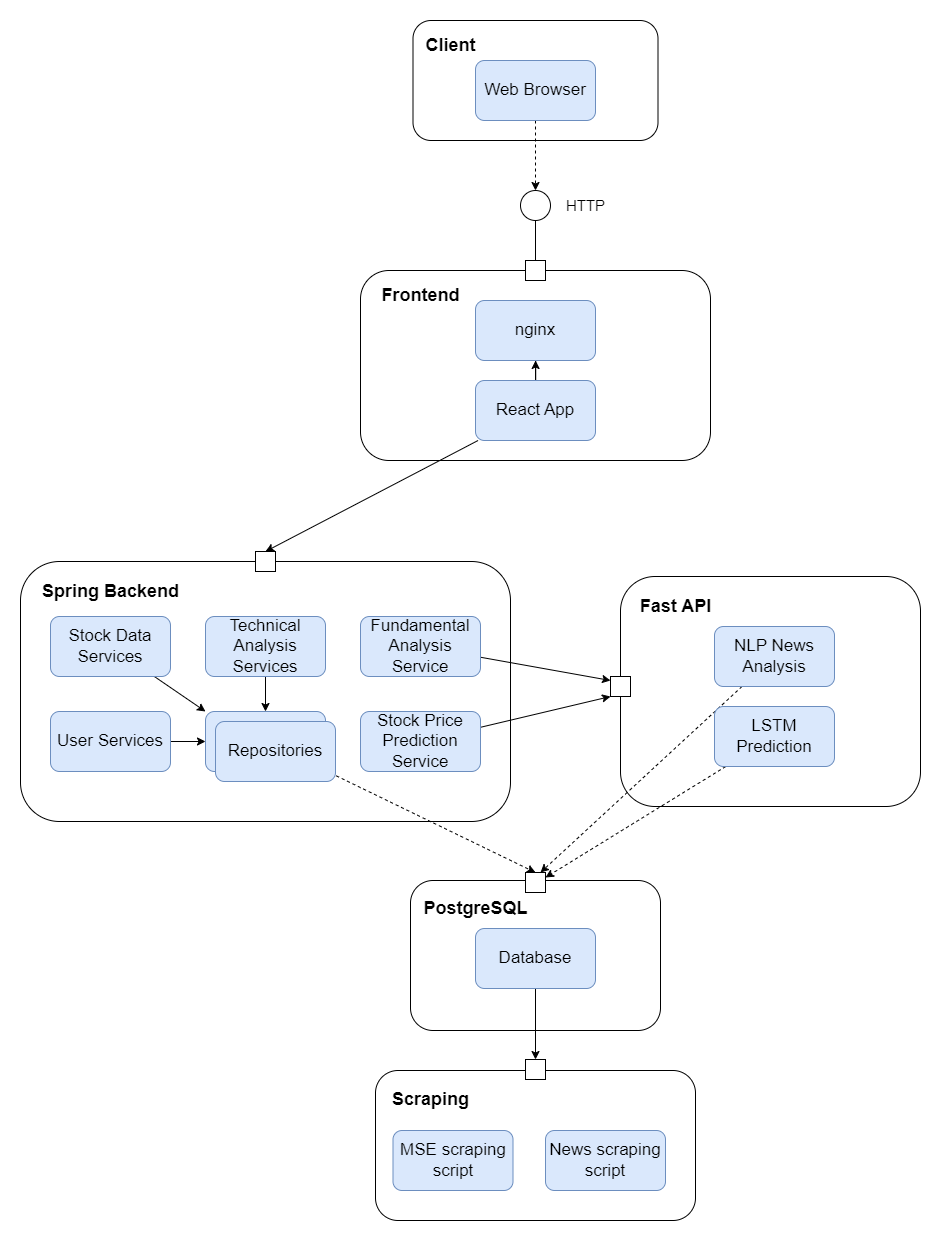 Client
Web Browser
HTTP
Frontend
nginx
React App
Spring Backend
Stock Data
Services
Technical
Analysis
Services
Fundamental
Analysis
Service
User Services
Repositories
Stock Price
Prediction
Service
Fast API
NLP News
Analysis
LSTM
Prediction
PostgreSQL
Database
Scraping
MSE scraping
script
News scraping
script